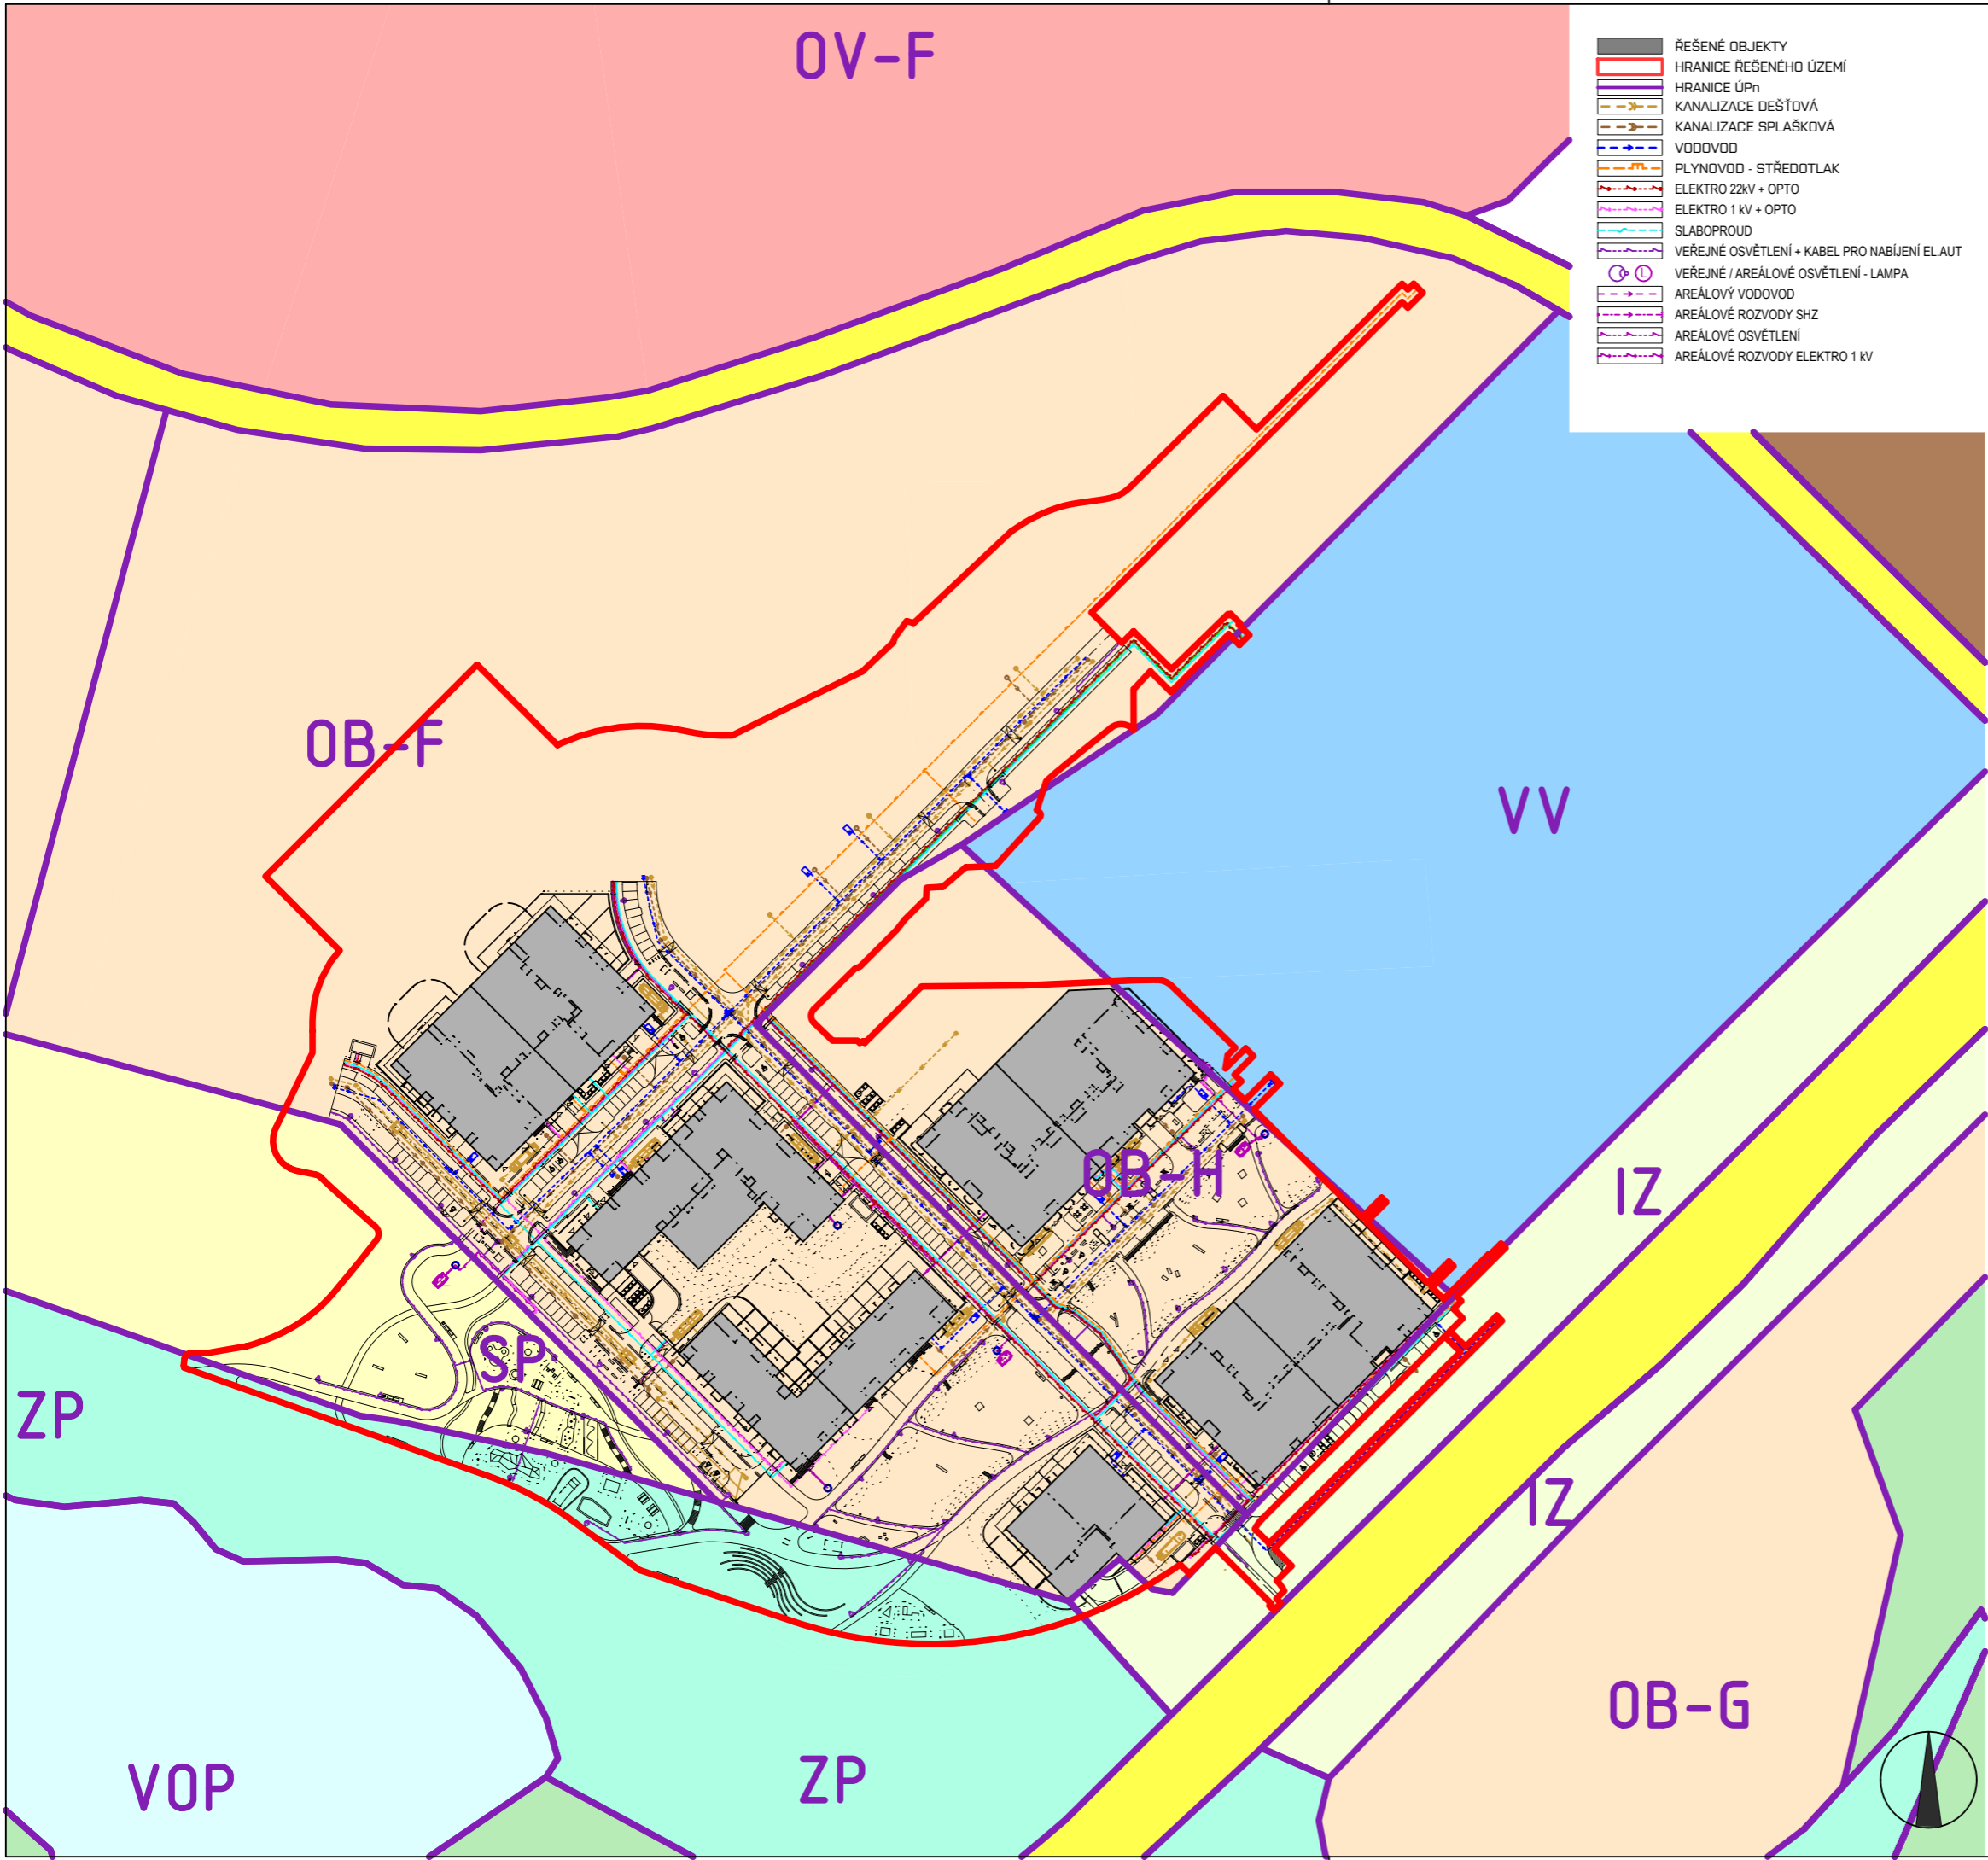 OV-F
ŘEŠENÉ OBJEKTY
HRANICE ŘEŠENÉHO ÚZEMÍ
HRANICE ÚPn
KANALIZACE DEŠŤOVÁ
KANALIZACE SPLAŠKOVÁ
VODOVOD
PLYNOVOD - STŘEDOTLAK
ELEKTRO 22kV + OPTO
ELEKTRO 1 kV + OPTO
SLABOPROUD
VEŘEJNÉ OSVĚTLENÍ + KABEL PRO NABÍJENÍ EL.AUT
L VEŘEJNÉ / AREÁLOVÉ OSVĚTLENÍ - LAMPA
AREÁLOVÝ VODOVOD
AREÁLOVÉ ROZVODY SHZ
AREÁLOVÉ OSVĚTLENÍ
AREÁLOVÉ ROZVODY ELEKTRO 1 kV
OB-F
VV
OB-H
IZ
SP
ZP
IZ
OB-G
VOP
ZP